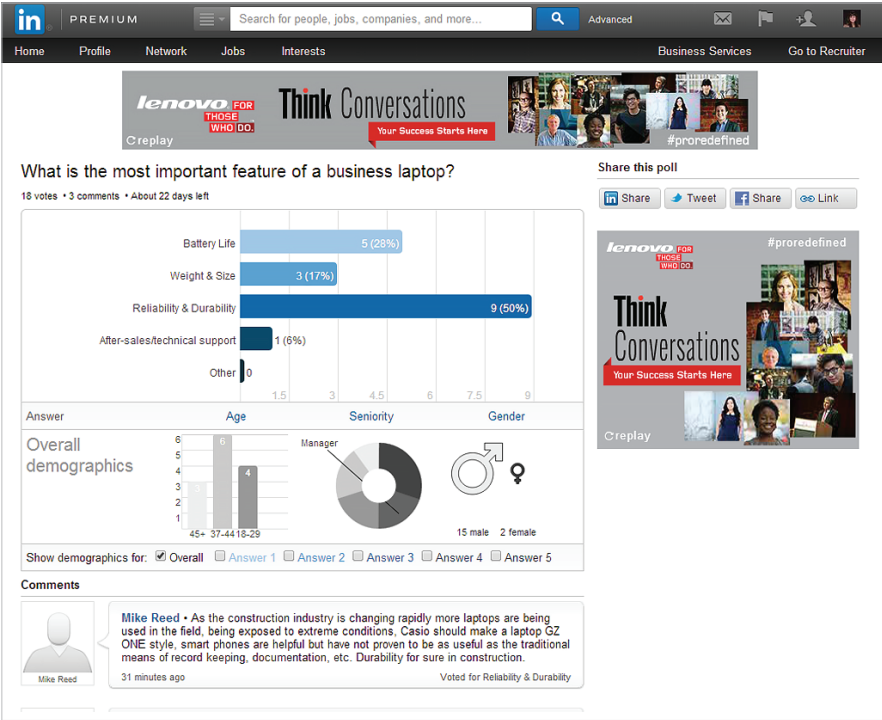 in PREMIUM
Search for people, jobs, companies, and more...
Advanced
Home Profile Network Jobs Interests Business Services Go to Recruiter
lenovo FOR THOSE WHO DO.
Think Conversations
Your Success Starts Here
replay
#proredefined
What is the most important feature of a business laptop?
18 votes • 3 comments • About 22 days left
Battery Life 5 (28%)
Weight & Size 3 (17%)
Reliability & Durability 9 (50%)
After-sales/technical support 1 (6%)
Other 0
1.5 3 4.5 6 7.5 9
Answer Age Seniority Gender
Overall
demographics
6
5
4
3
2
1
6
4
45+ 37-44 18-29
Manager
15 male 2 female
Show demographics for: Overall Answer 1 Answer 2 Answer 3 Answer 4 Answer 5
Comments
Mike Reed • As the construction industry is changing rapidly more laptops are being
used in the field, being exposed to extreme conditions, Casio should make a laptop GZ
ONE style, smart phones are helpful but have not proven to be as useful as the traditional
means of record keeping, documentation, etc. Durability for sure in construction.
31 minutes ago Voted for Reliability & Durability
Mike Reed
Share this poll
in Share Tweet f Share Link
lenovo FOR THOSE WHO DO.
#proredefined
Think
Conversations
Your Success Starts Here
replay